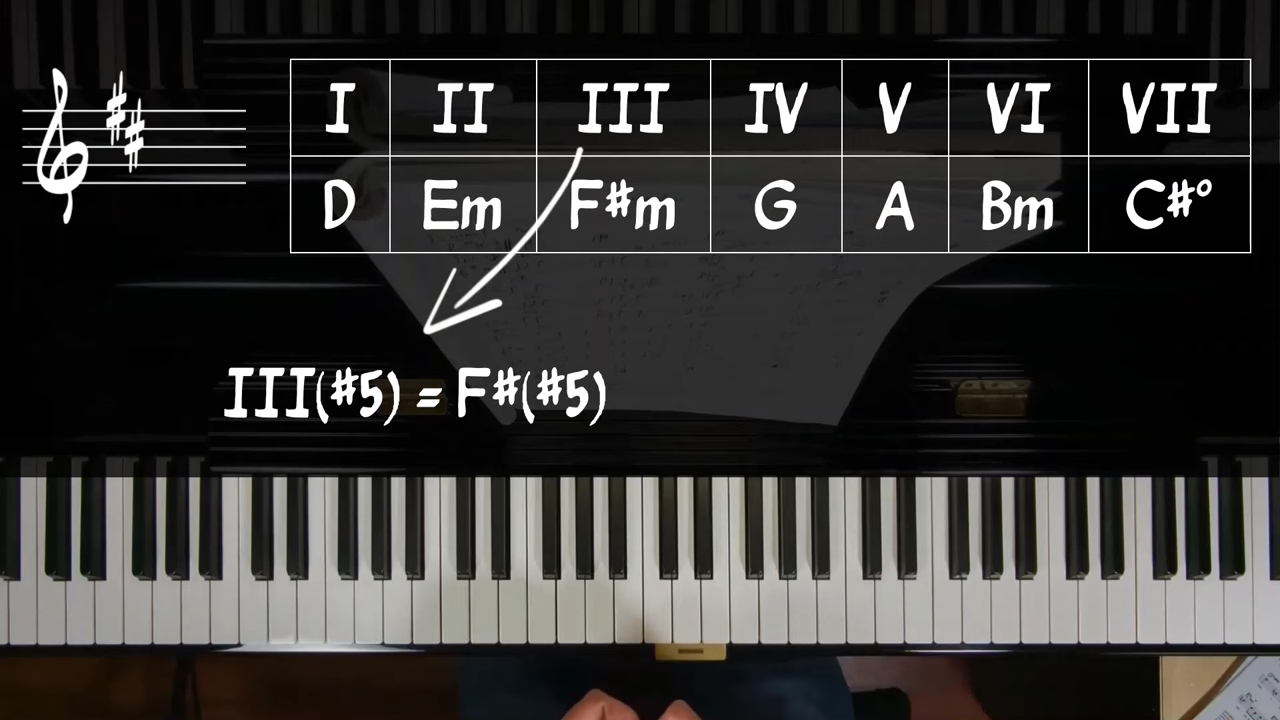 I II III IV V VI VII
D Em F#m G A Bm C#°
III(#5) = F#(#5)